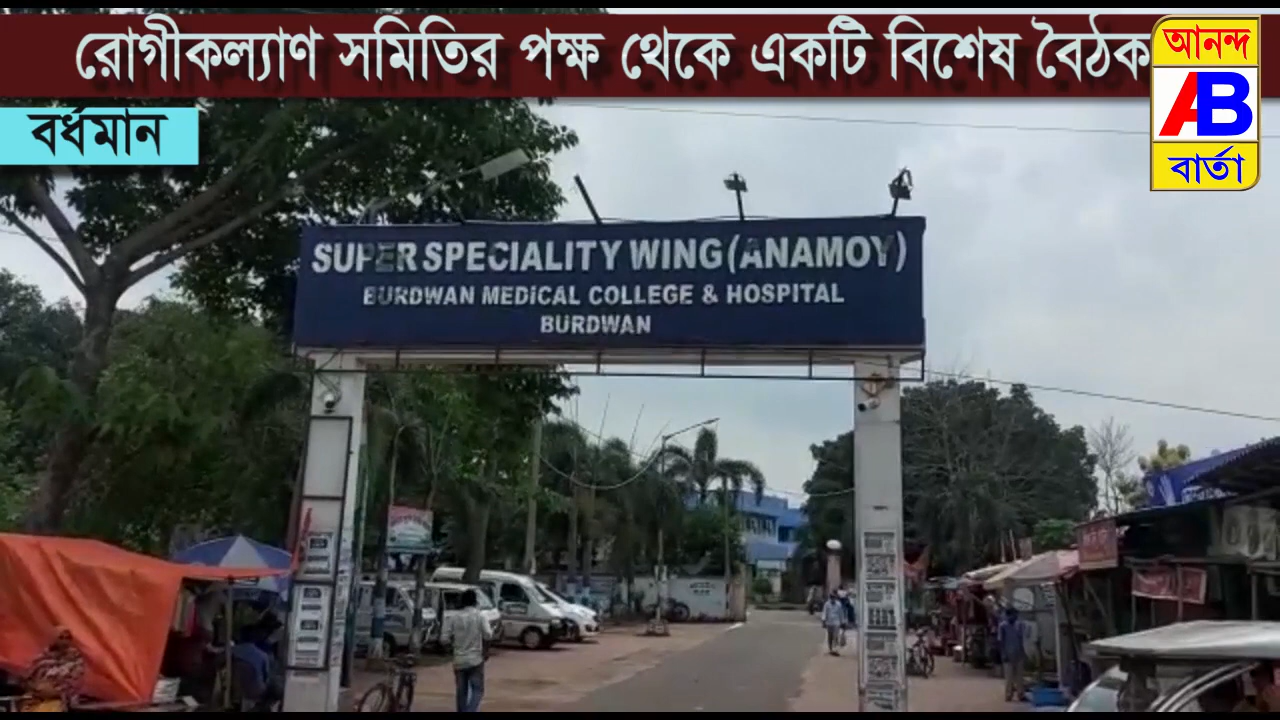 রোগীকল্যাণ সমিতির পক্ষ থেকে একটি বিশেষ বৈঠক
আনন্দ
AB
বার্তা
বর্ধমান
SUPER SPECIALITY WING (ANAMOY)
BURDWAN MEDICAL COLLEGE & HOSPITAL
BURDWAN